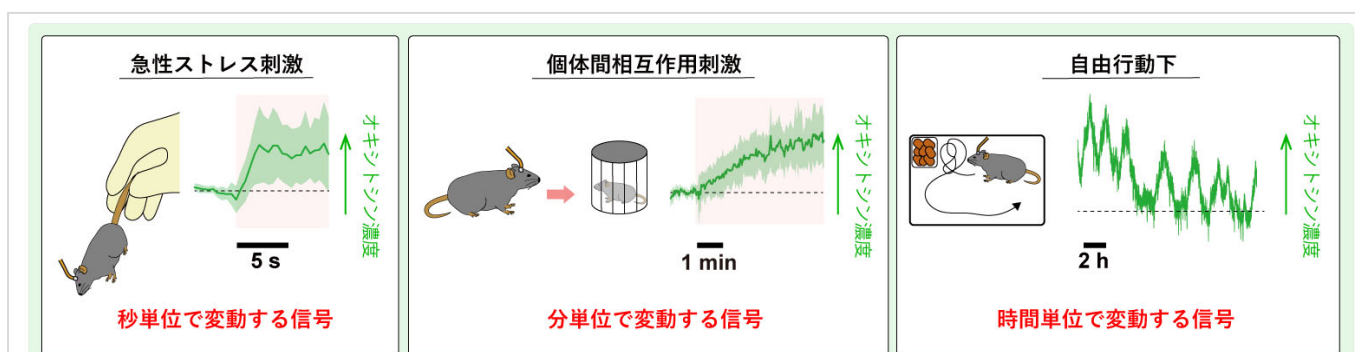 急性ストレス刺激
オキシトシン濃度
5 s
秒単位で変動する信号
個体間相互作用刺激
オキシトシン濃度
1 min
分単位で変動する信号
自由行動下
オキシトシン濃度
2 h
時間単位で変動する信号